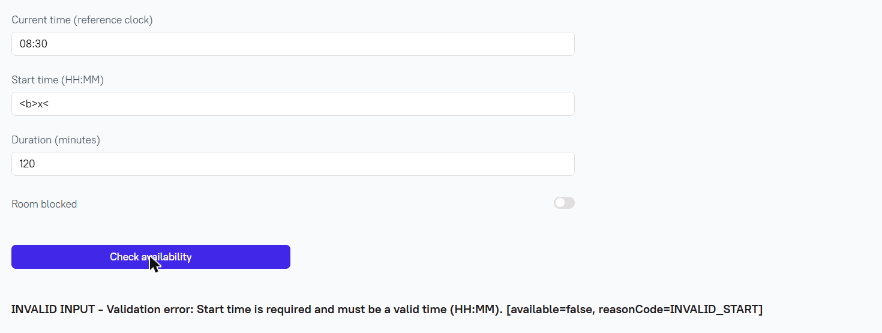 Current time (reference clock)
08:30
Start time (HH:MM)
<b>x<
Duration (minutes)
120
Room blocked
Check availability
INVALID INPUT - Validation error: Start time is required and must be a valid time (HH:MM). [available=false, reasonCode=INVALID_START]